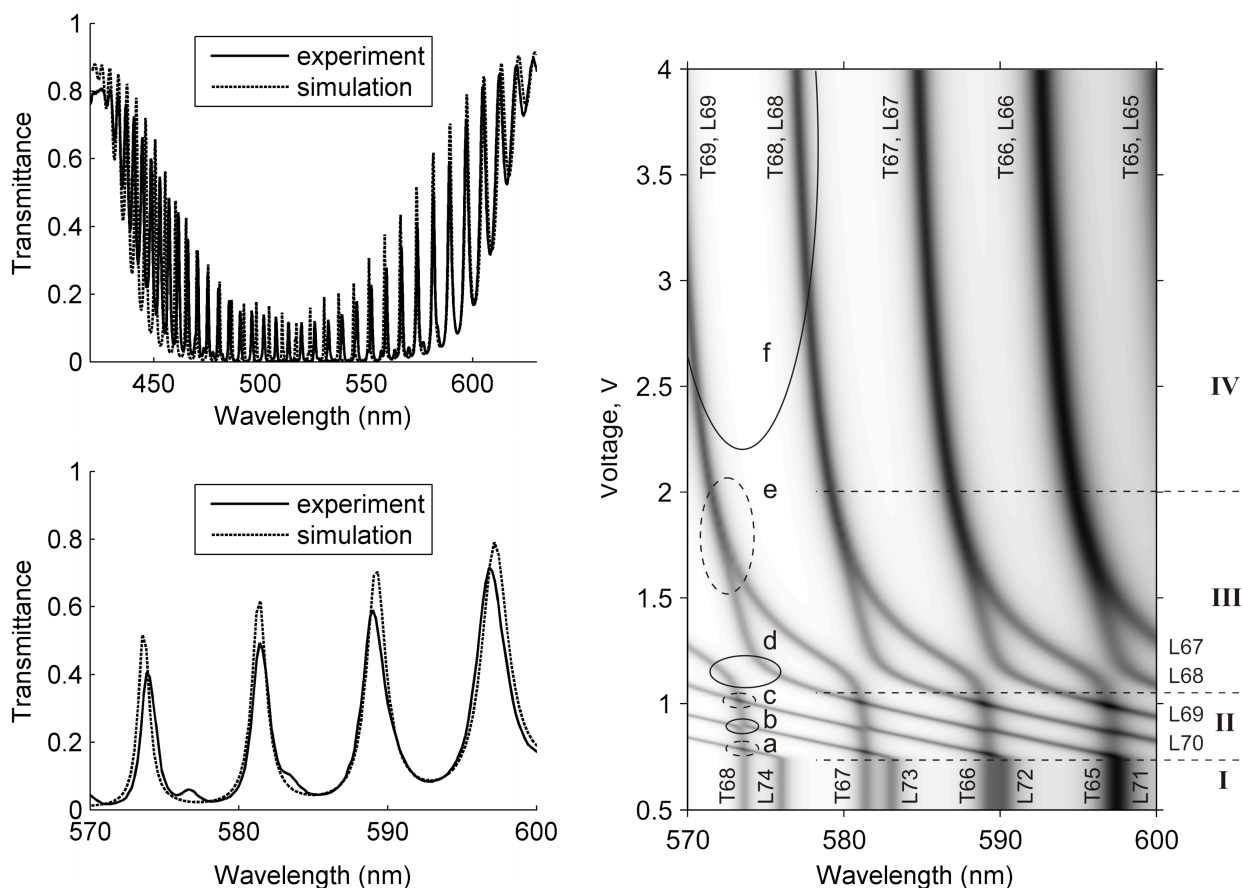 1
0.8
0.6
0.4
0.2
0
Transmittance
experiment
simulation
450
500
550
600
Wavelength (nm)
1
0.8
0.6
0.4
0.2
0
Transmittance
experiment
simulation
570
580
590
600
Wavelength (nm)
4
3.5
3
2.5
2
1.5
1
0.5
Voltage, V
T69, L69
T68, L68
T67, L67
T66, L66
T65, L65
f
e
d
c
b
a
T68
L74
T67
L73
T66
L72
T65
L71
L67
L68
L69
L70
IV
III
II
I
570
580
590
600
Wavelength (nm)